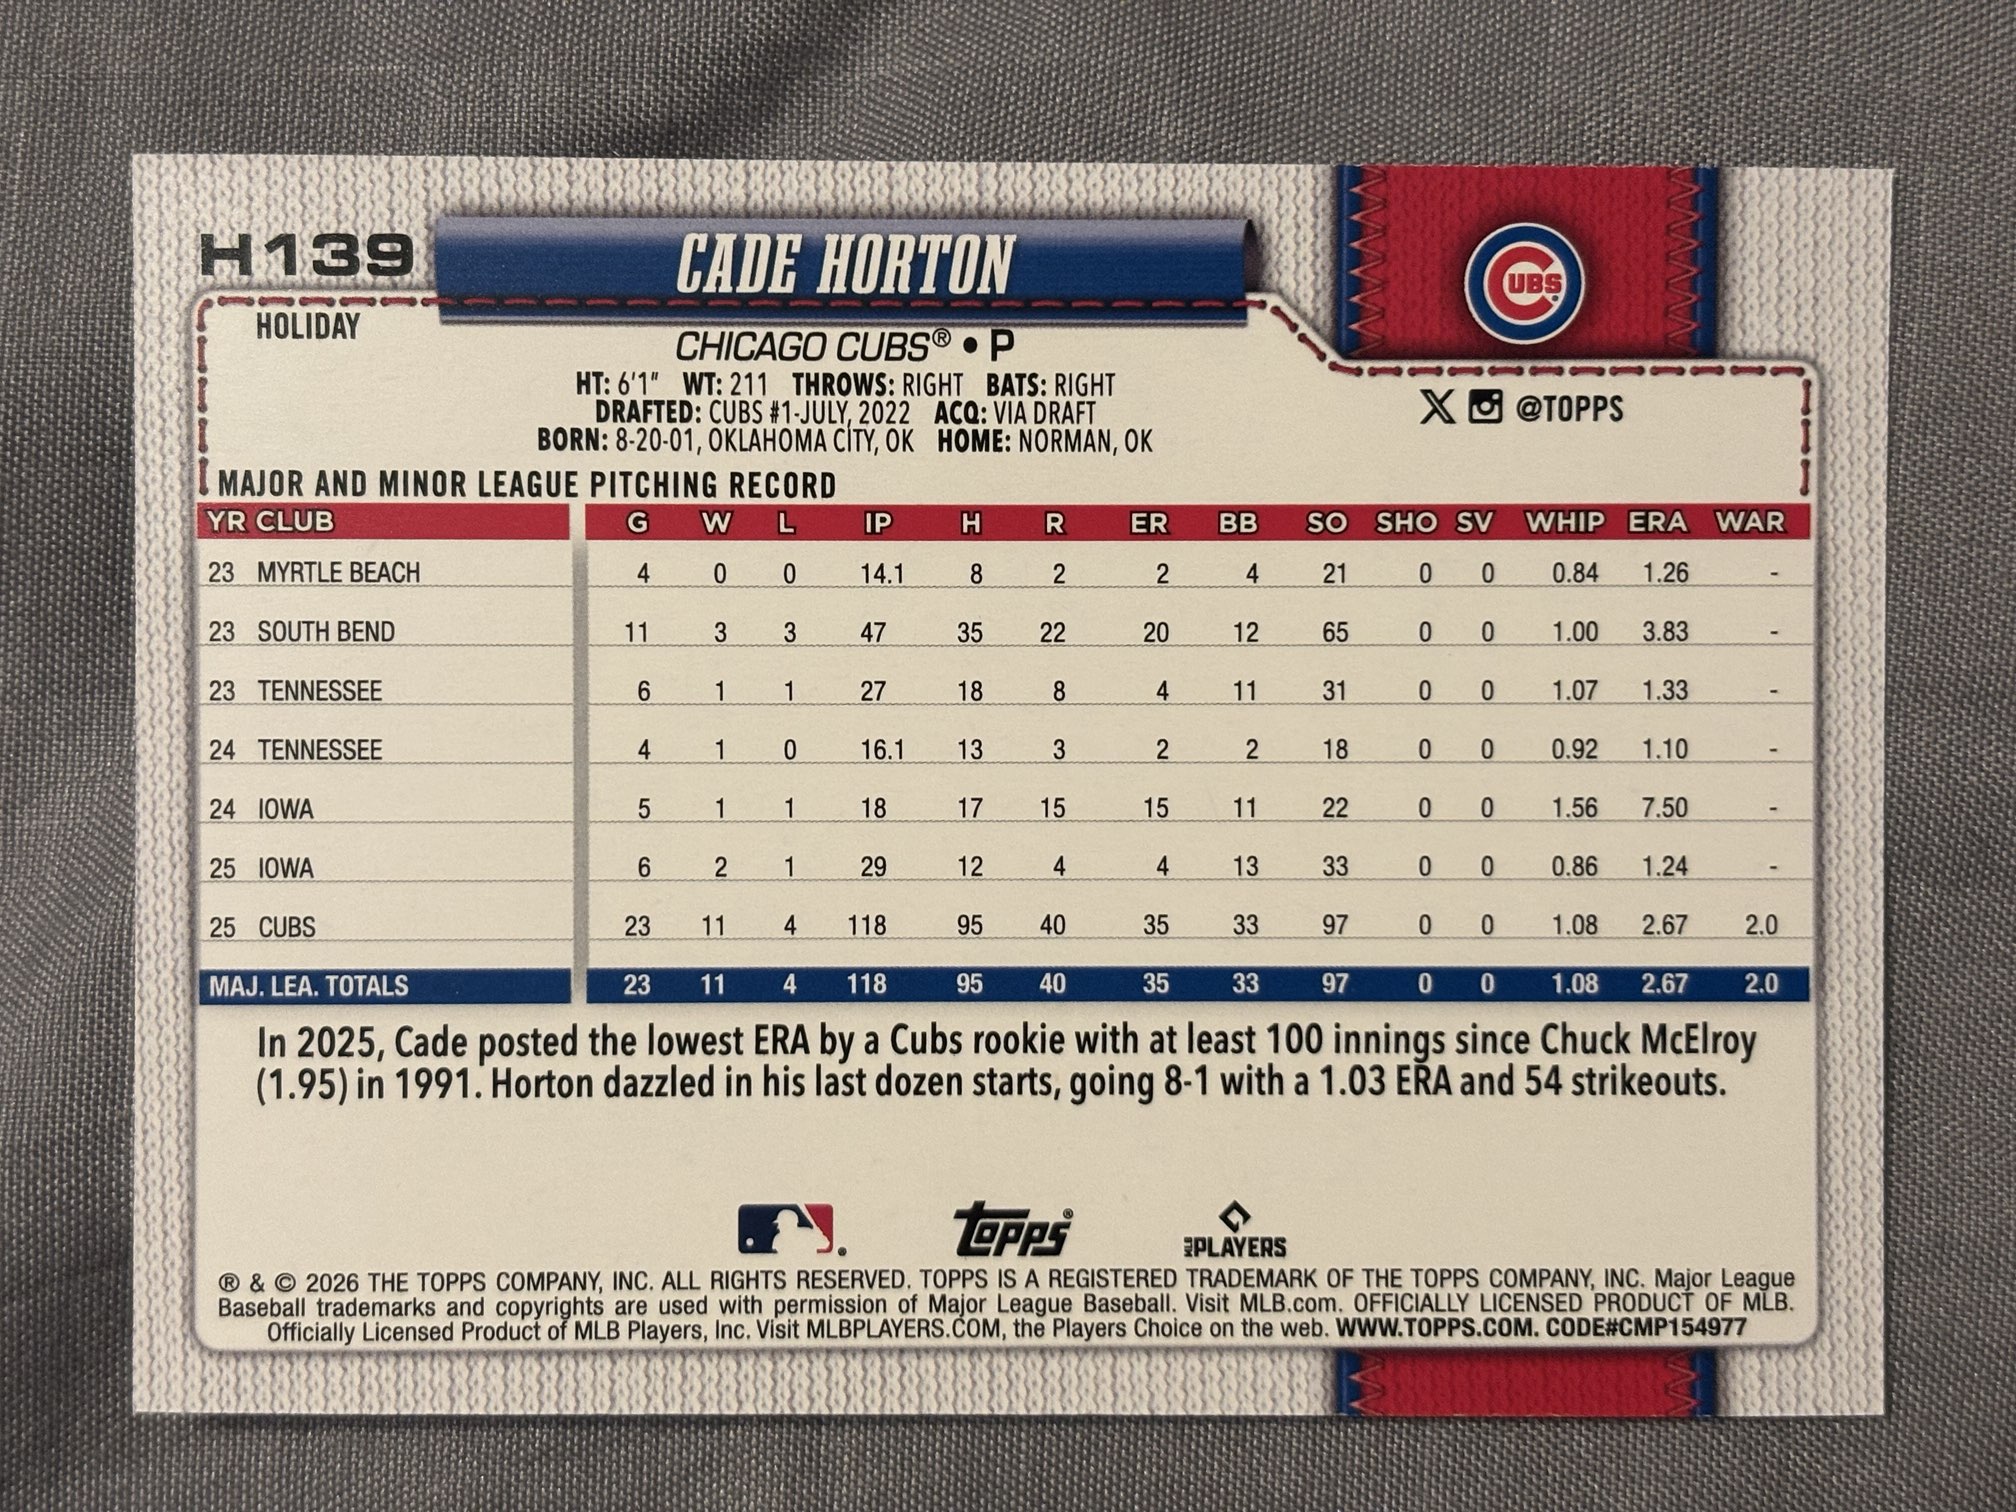 H139
CADE HORTON
HOLIDAY
CUBS
CHICAGO CUBS® • P
HT: 6'1" WT: 211 THROWS: RIGHT BATS: RIGHT
DRAFTED: CUBS #1-JULY, 2022 ACQ: VIA DRAFT
BORN: 8-20-01, OKLAHOMA CITY, OK HOME: NORMAN, OK
X @TOPPS
MAJOR AND MINOR LEAGUE PITCHING RECORD
YR CLUB G W L IP H R ER BB SO SHO SV WHIP ERA WAR
23 MYRTLE BEACH 4 0 0 14.1 8 2 2 4 21 0 0 0.84 1.26 -
23 SOUTH BEND 11 3 3 47 35 22 20 12 65 0 0 1.00 3.83 -
23 TENNESSEE 6 1 1 27 18 8 4 11 31 0 0 1.07 1.33 -
24 TENNESSEE 4 1 0 16.1 13 3 2 2 18 0 0 0.92 1.10 -
24 IOWA 5 1 1 18 17 15 15 11 22 0 0 1.56 7.50 -
25 IOWA 6 2 1 29 12 4 4 13 33 0 0 0.86 1.24 -
25 CUBS 23 11 4 118 95 40 35 33 97 0 0 1.08 2.67 2.0
MAJ. LEA. TOTALS 23 11 4 118 95 40 35 33 97 0 0 1.08 2.67 2.0
In 2025, Cade posted the lowest ERA by a Cubs rookie with at least 100 innings since Chuck McElroy
(1.95) in 1991. Horton dazzled in his last dozen starts, going 8-1 with a 1.03 ERA and 54 strikeouts.
Topps® MLB PLAYERS
® & © 2026 THE TOPPS COMPANY, INC. ALL RIGHTS RESERVED. TOPPS IS A REGISTERED TRADEMARK OF THE TOPPS COMPANY, INC. Major League
Baseball trademarks and copyrights are used with permission of Major League Baseball. Visit MLB.com. OFFICIALLY LICENSED PRODUCT OF MLB.
Officially Licensed Product of MLB Players, Inc. Visit MLBPLAYERS.COM, the Players Choice on the web. WWW.TOPPS.COM. CODE#CMP154977